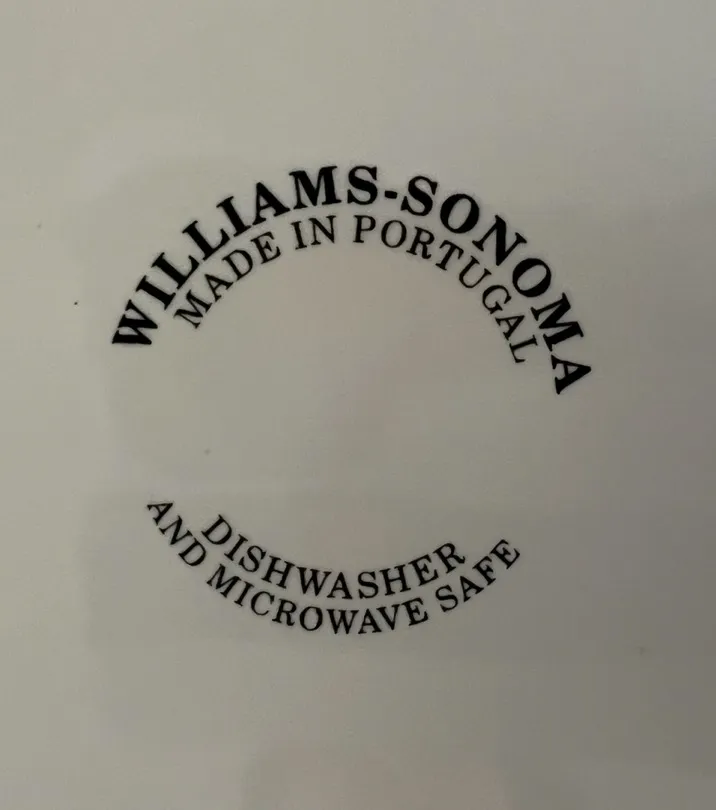 WILLIAMS-SONOMA
MADE IN PORTUGAL
DISHWASHER
AND MICROWAVE SAFE